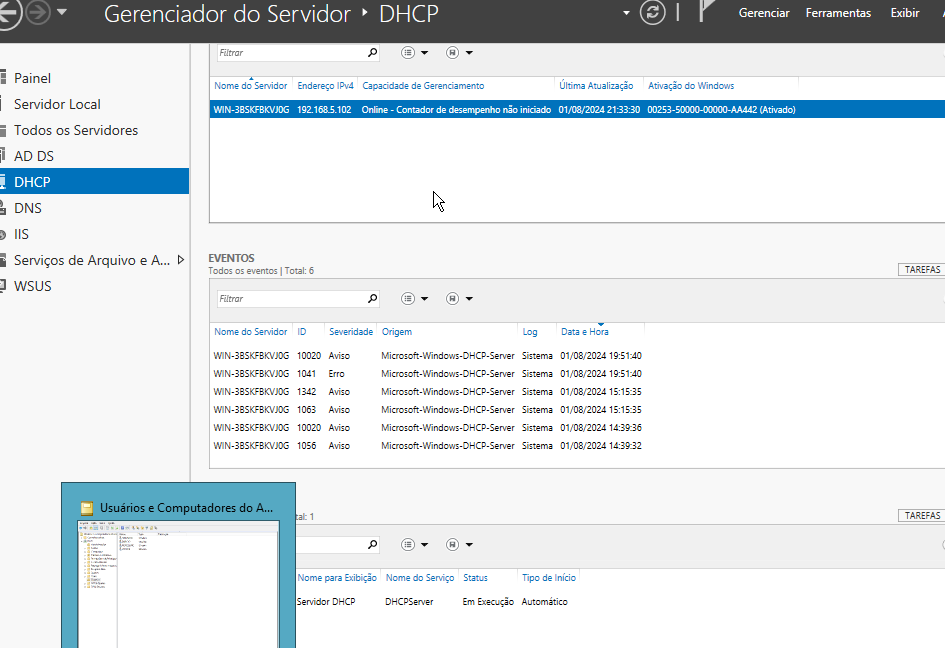 Gerenciador do Servidor ‣ DHCP
Gerenciar Ferramentas Exibir
Painel
Servidor Local
Todos os Servidores
AD DS
DHCP
DNS
IIS
Serviços de Arquivo e A...
WSUS
Filtrar
Nome do Servidor Endereço IPv4 Capacidade de Gerenciamento Última Atualização Ativação do Windows
WIN-3BSKFBKVJ0G 192.168.5.102 Online - Contador de desempenho não iniciado 01/08/2024 21:33:30 00253-50000-00000-AA442 (Ativado)
EVENTOS
Todos os eventos | Total: 6
TAREFAS
Filtrar
Nome do Servidor ID Severidade Origem Log Data e Hora
WIN-3BSKFBKVJ0G 10020 Aviso Microsoft-Windows-DHCP-Server Sistema 01/08/2024 19:51:40
WIN-3BSKFBKVJ0G 1041 Erro Microsoft-Windows-DHCP-Server Sistema 01/08/2024 19:51:40
WIN-3BSKFBKVJ0G 1342 Aviso Microsoft-Windows-DHCP-Server Sistema 01/08/2024 15:15:35
WIN-3BSKFBKVJ0G 1063 Aviso Microsoft-Windows-DHCP-Server Sistema 01/08/2024 15:15:35
WIN-3BSKFBKVJ0G 10020 Aviso Microsoft-Windows-DHCP-Server Sistema 01/08/2024 14:39:36
WIN-3BSKFBKVJ0G 1056 Aviso Microsoft-Windows-DHCP-Server Sistema 01/08/2024 14:39:32
Usuários e Computadores do A...
tal: 1
TAREFAS
Nome para Exibição Nome do Serviço Status Tipo de Início
Servidor DHCP DHCPServer Em Execução Automático